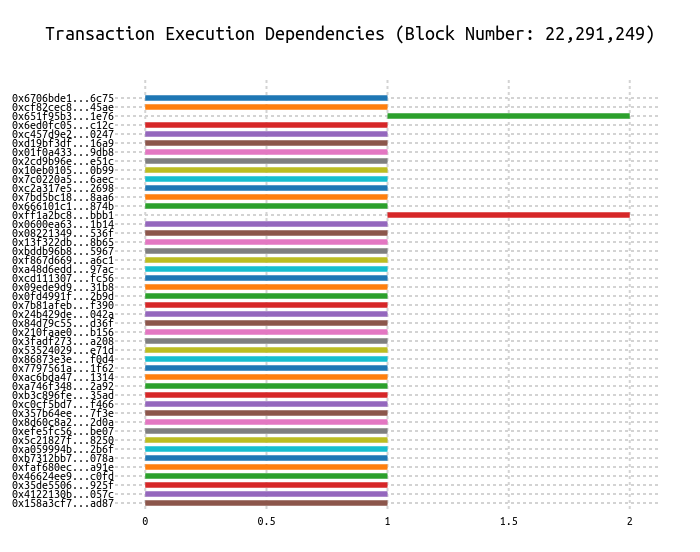 Transaction Execution Dependencies (Block Number: 22,291,249)
0x6706bde1...6c75
0xcf82cec8...45ae
0x651f95b3...1e76
0x6ed0fc05...c12c
0xc457d9e2...0247
0xd19bf3df...16a9
0x01f0a433...9db8
0x2cd9b96e...e51c
0x10eb0105...0b99
0x7c0220a5...6aec
0xc2a317e5...2698
0x7bd5bc18...8aa6
0x666101c1...874b
0xff1a2bc8...bbb1
0x0600ea63...1b14
0x08221349...536f
0x13f322db...8b65
0xbddb96b8...5967
0xf867d669...a6c1
0xa48d6edd...97ac
0xcd111307...fc56
0x09ede9d9...31b8
0x0fd4991f...2b9d
0x7b81afeb...f390
0x24b429de...042a
0x84d79c55...d36f
0x210faae0...b156
0x3fadf273...a208
0x53524029...e71d
0x86873e3e...f0d4
0x7797561a...1f62
0xac6bda47...1314
0xa746f348...2a92
0xb3c896fe...35ad
0xc0cf5bd7...f466
0x357b64ee...7f3e
0x8d60c8a2...2d0a
0xefe5fc56...be07
0x5c21827f...8250
0xa059994b...2b6f
0xb7312bb7...078a
0xfaf680ec...a91e
0x46624ee9...c0fd
0x35de5506...925f
0x4122130b...057c
0x158a3cf7...ad87
0 0.5 1 1.5 2